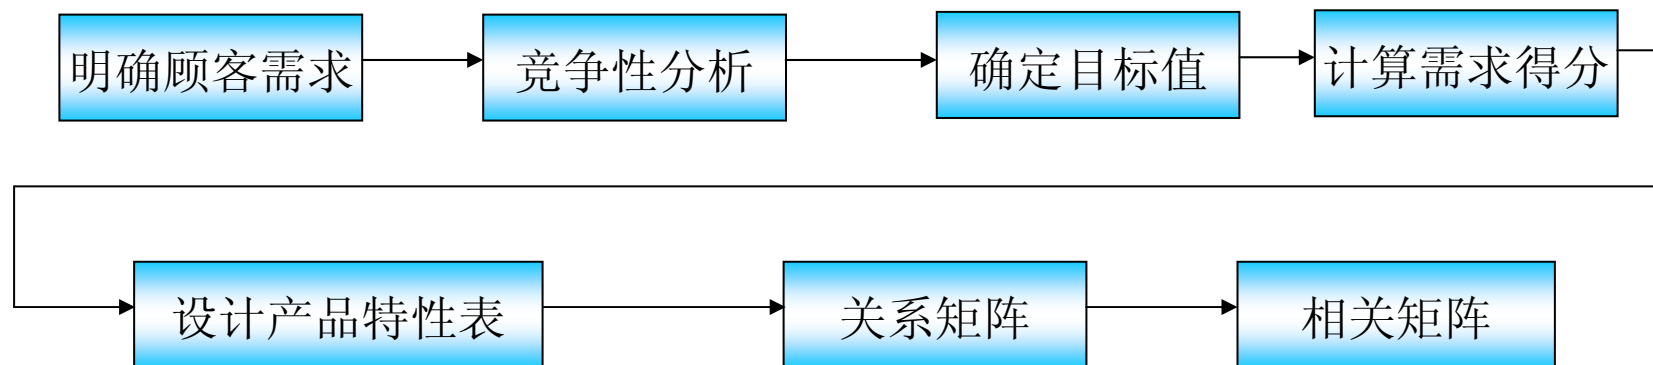 明确顾客需求
竞争性分析
确定目标值
计算需求得分
设计产品特性表
关系矩阵
相关矩阵